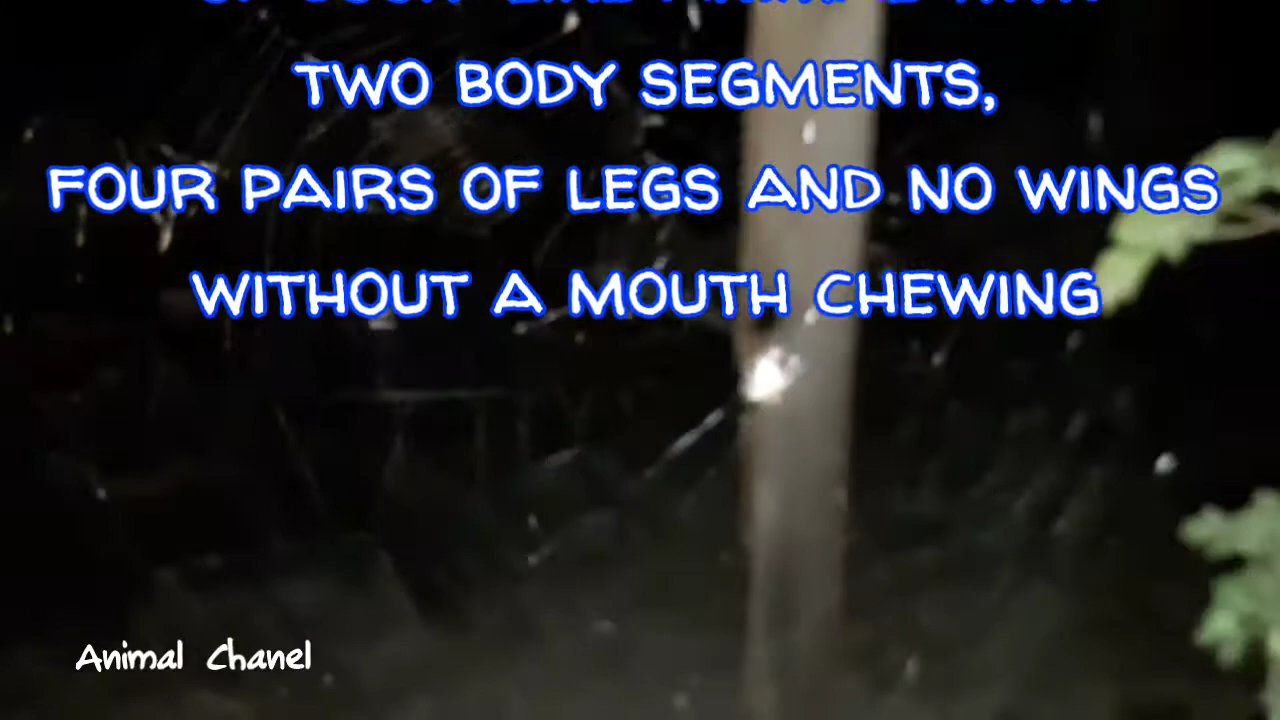 TWO BODY SEGMENTS,
FOUR PAIRS OF LEGS AND NO WINGS
WITHOUT A MOUTH CHEWING
Animal Chanel